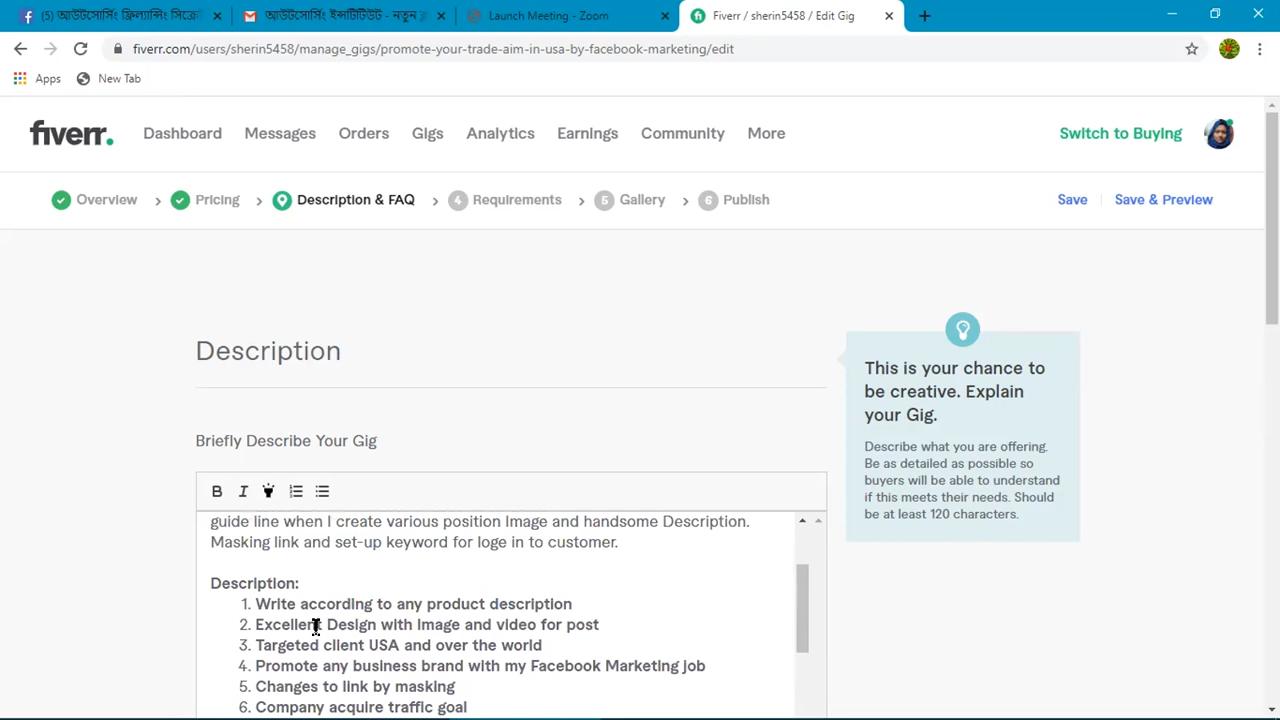 (5) আউটসোর্সিং ফ্রিল্যান্সিং সিক্রে
আউটসোর্সিং ইন্সটিটিউট - নতুন
Launch Meeting - Zoom
Fiverr / sherin5458 / Edit Gig
fiverr.com/users/sherin5458/manage_gigs/promote-your-trade-aim-in-usa-by-facebook-marketing/edit
Apps New Tab
fiverr. Dashboard Messages Orders Gigs Analytics Earnings Community More Switch to Buying
Overview Pricing Description & FAQ 4 Requirements 5 Gallery 6 Publish Save Save & Preview
Description
Briefly Describe Your Gig
B I
guide line when I create various position Image and handsome Description.
Masking link and set-up keyword for loge in to customer.
Description:
1. Write according to any product description
2. Excellent Design with Image and video for post
3. Targeted client USA and over the world
4. Promote any business brand with my Facebook Marketing job
5. Changes to link by masking
6. Company acquire traffic goal
This is your chance to
be creative. Explain
your Gig.
Describe what you are offering.
Be as detailed as possible so
buyers will be able to understand
if this meets their needs. Should
be at least 120 characters.